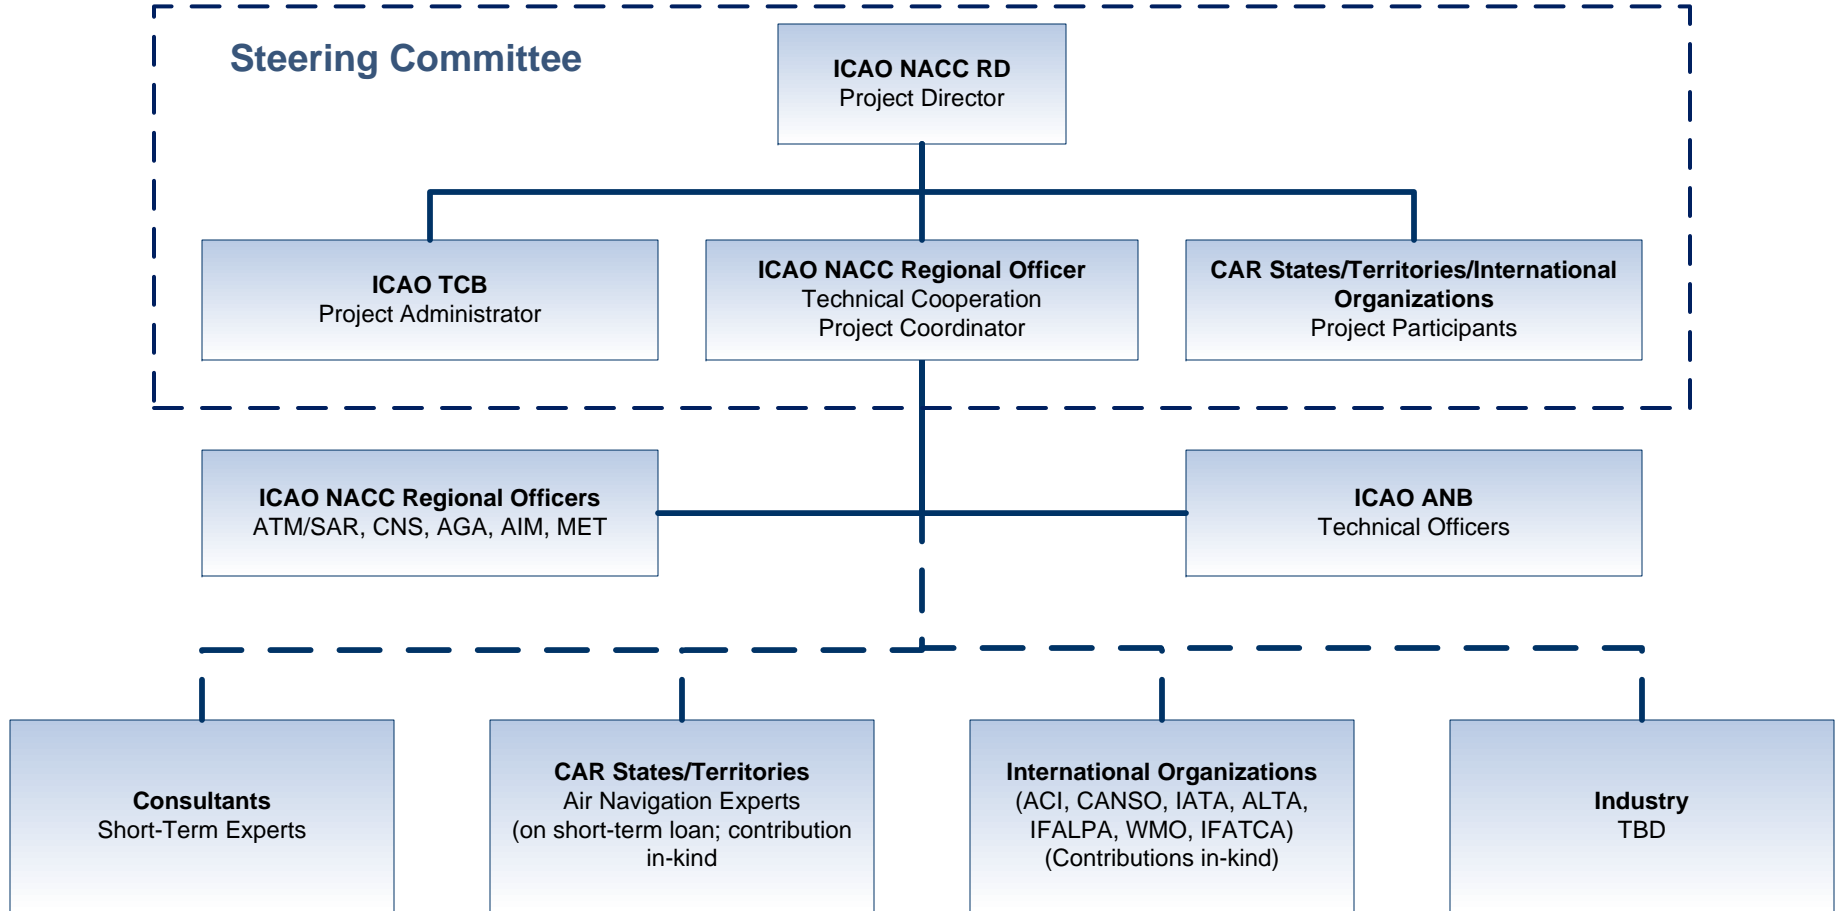 Steering Committee
ICAO NACC RD
Project Director
ICAO TCB
Project Administrator
ICAO NACC Regional Officer
Technical Cooperation
Project Coordinator
CAR States/Territories/International
Organizations
Project Participants
ICAO NACC Regional Officers
ATM/SAR, CNS, AGA, AIM, MET
ICAO ANB
Technical Officers
Consultants
Short-Term Experts
CAR States/Territories
Air Navigation Experts
(on short-term loan; contribution
in-kind
International Organizations
(ACI, CANSO, IATA, ALTA,
IFALPA, WMO, IFATCA)
(Contributions in-kind)
Industry
TBD